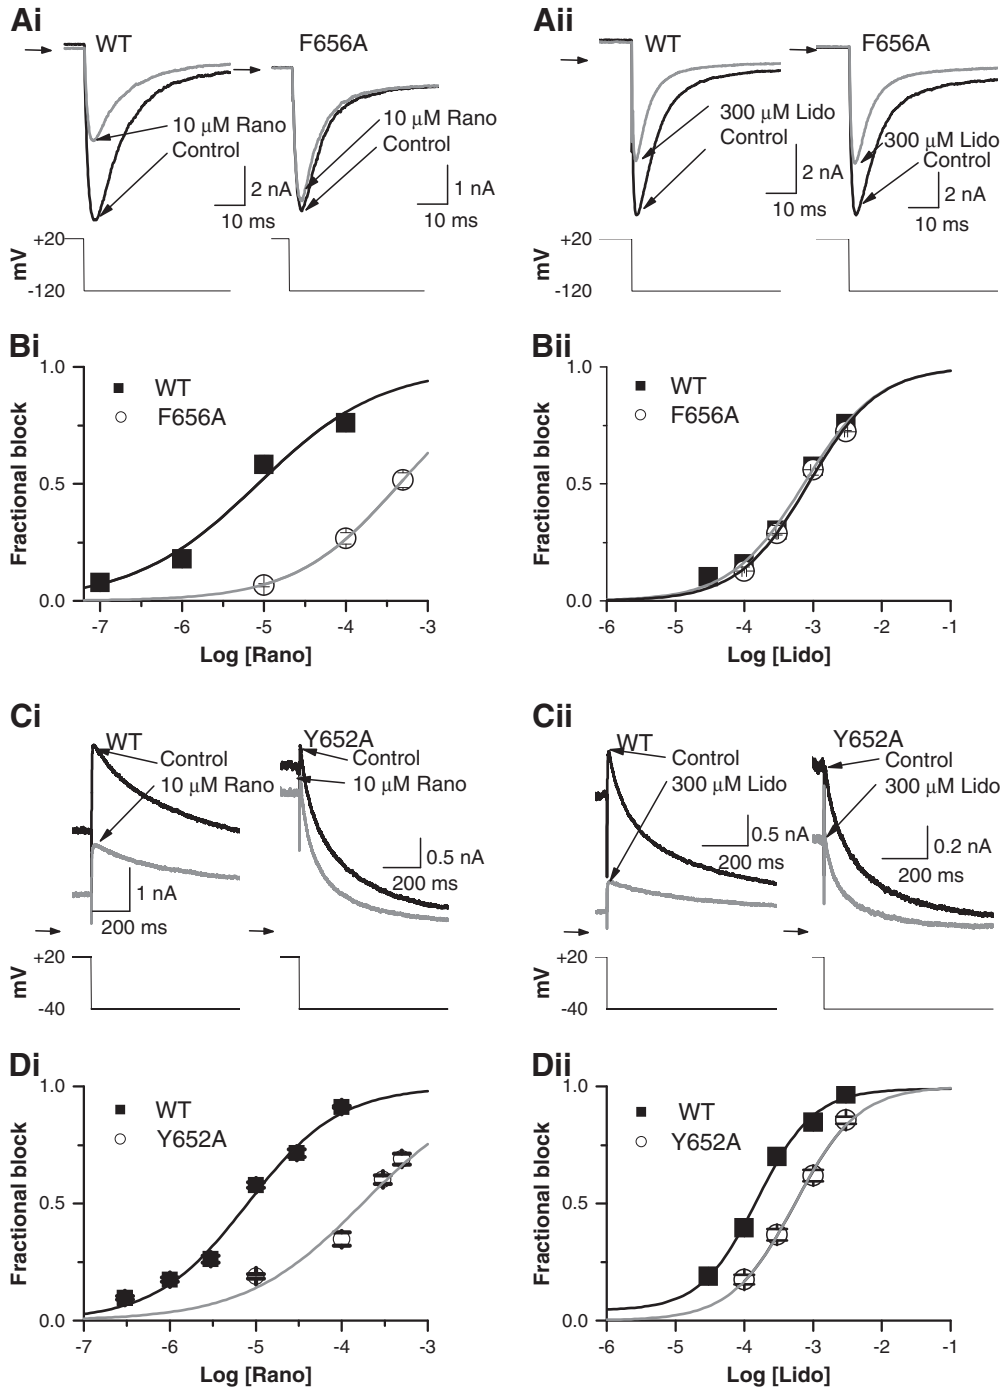 Ai
WT
F656A
10 μM Rano
Control
2 nA
10 ms
10 μM Rano
Control
1 nA
10 ms
mV
+20
-120
Aii
WT
F656A
300 μM Lido
Control
2 nA
10 ms
300 μM Lido
Control
2 nA
10 ms
mV
+20
-120
Bi
WT
F656A
Fractional block
1.0
0.5
0.0
-7
-6
-5
-4
-3
Log [Rano]
Bii
WT
F656A
Fractional block
1.0
0.5
0.0
-6
-5
-4
-3
-2
-1
Log [Lido]
Ci
WT
Control
10 μM Rano
1 nA
200 ms
Y652A
Control
10 μM Rano
0.5 nA
200 ms
mV
+20
-40
Cii
WT
Control
300 μM Lido
0.5 nA
200 ms
Y652A
Control
300 μM Lido
0.2 nA
200 ms
mV
+20
-40
Di
WT
Y652A
Fractional block
1.0
0.5
0.0
-7
-6
-5
-4
-3
Log [Rano]
Dii
WT
Y652A
Fractional block
1.0
0.5
0.0
-6
-5
-4
-3
-2
-1
Log [Lido]